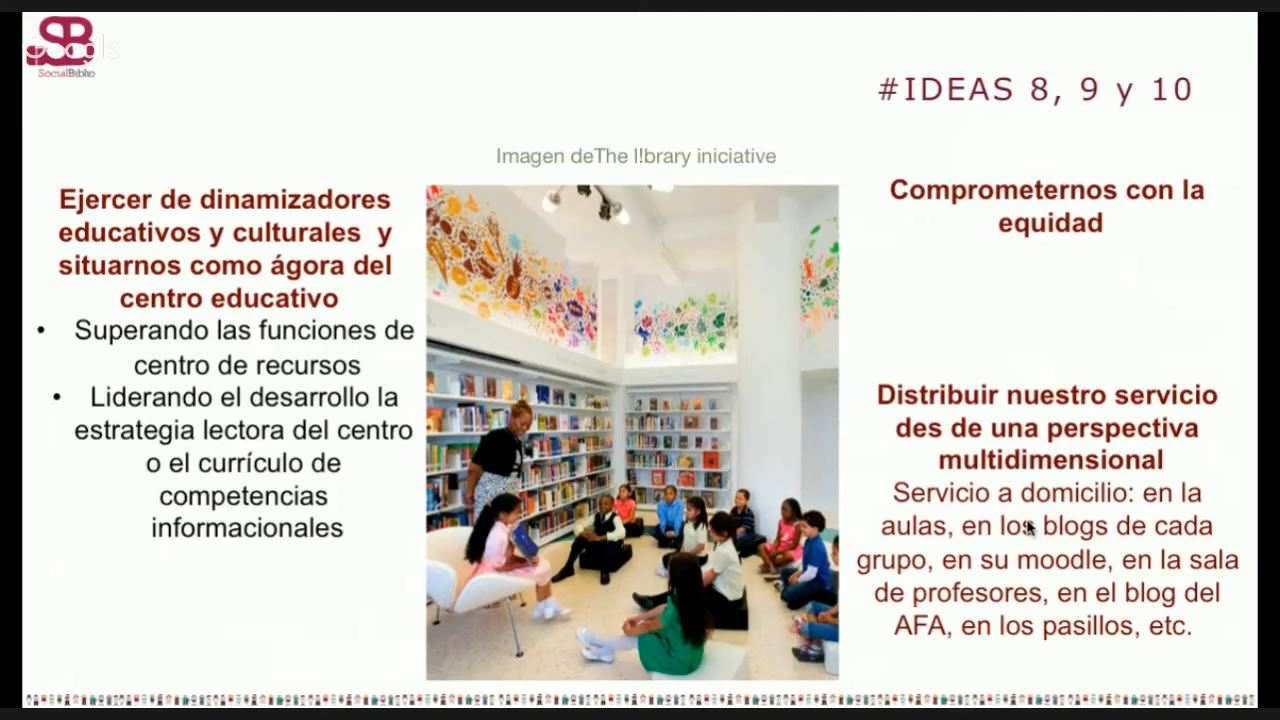 SB
Google
SocialBiblio
#IDEAS 8, 9 y 10
Imagen deThe l!brary iniciative
Ejercer de dinamizadores
educativos y culturales y
situarnos como ágora del
centro educativo
• Superando las funciones de
centro de recursos
• Liderando el desarrollo la
estrategia lectora del centro
o el currículo de
competencias
informacionales
Comprometernos con la
equidad
Distribuir nuestro servicio
des de una perspectiva
multidimensional
Servicio a domicilio: en la
aulas, en los blogs de cada
grupo, en su moodle, en la sala
de profesores, en el blog del
AFA, en los pasillos, etc.